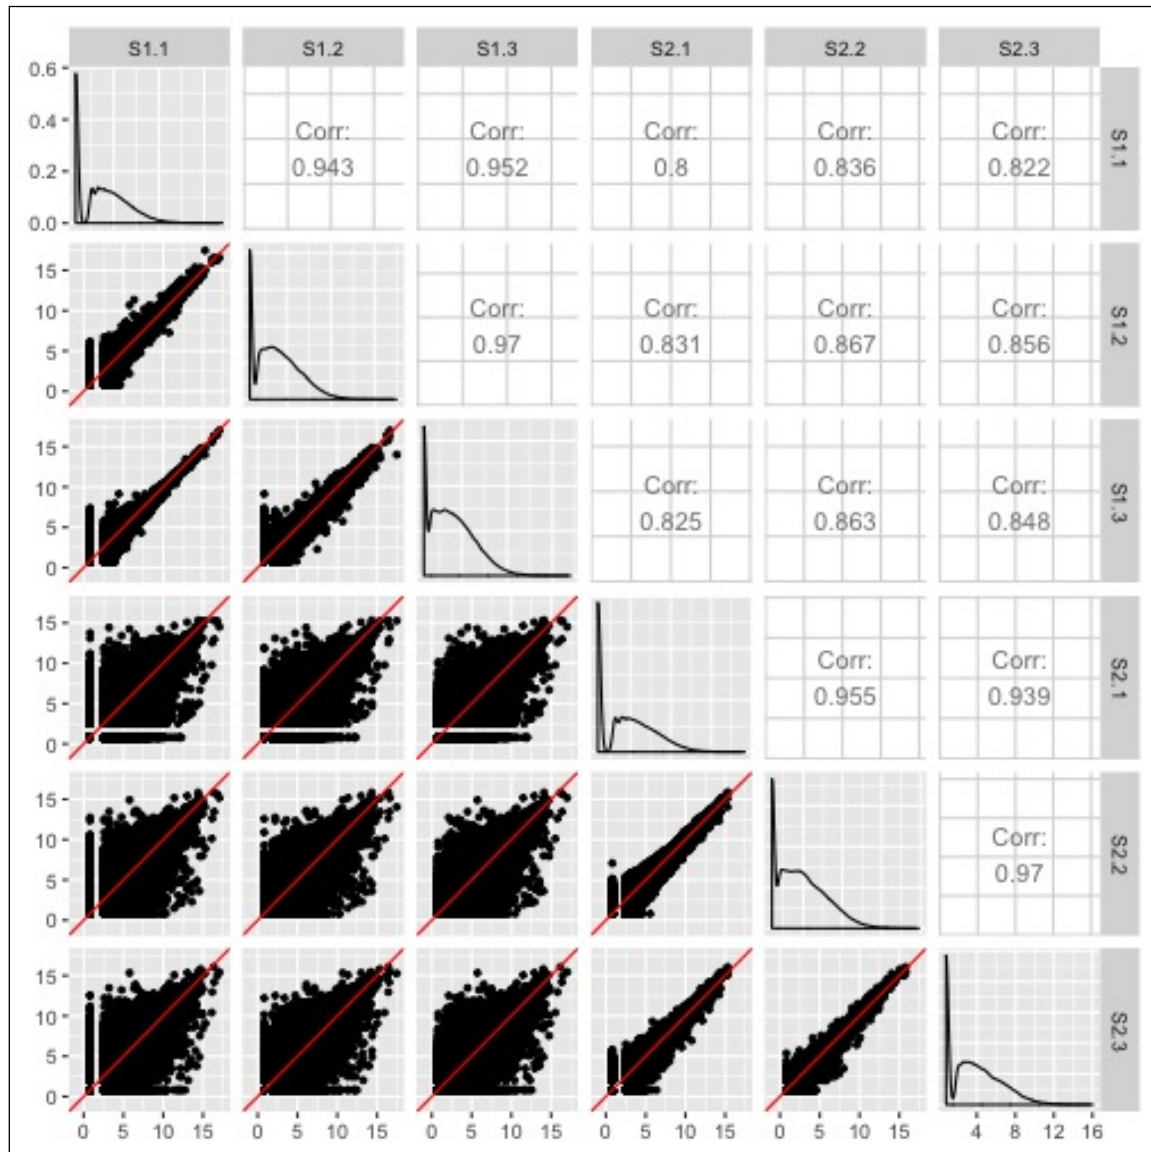 S1.1 S1.2 S1.3 S2.1 S2.2 S2.3
0.6
0.4
0.2
0.0
Corr:
0.943
Corr:
0.952
Corr:
0.8
Corr:
0.836
Corr:
0.822
S1.1
15
10
5
0
Corr:
0.97
Corr:
0.831
Corr:
0.867
Corr:
0.856
S1.2
15
10
5
0
Corr:
0.825
Corr:
0.863
Corr:
0.848
S1.3
15
10
5
0
Corr:
0.955
Corr:
0.939
S2.1
15
10
5
0
Corr:
0.97
S2.2
15
10
5
0
S2.3
0 5 10 15 0 5 10 15 0 5 10 15 0 5 10 15 0 5 10 15 4 8 12 16